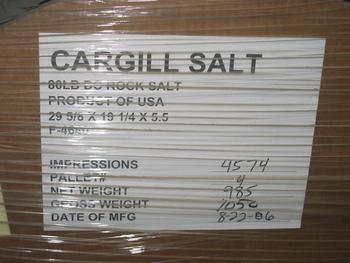 CARGILL SALT
80LB DC ROCK SALT
PRODUCT OF USA
29 5/8 X 19 1/4 X 5.5
IMPRESSIONS 4574
PALLET# 4
NET WEIGHT 985
GROSS WEIGHT 1050
DATE OF MFG 8-22-06